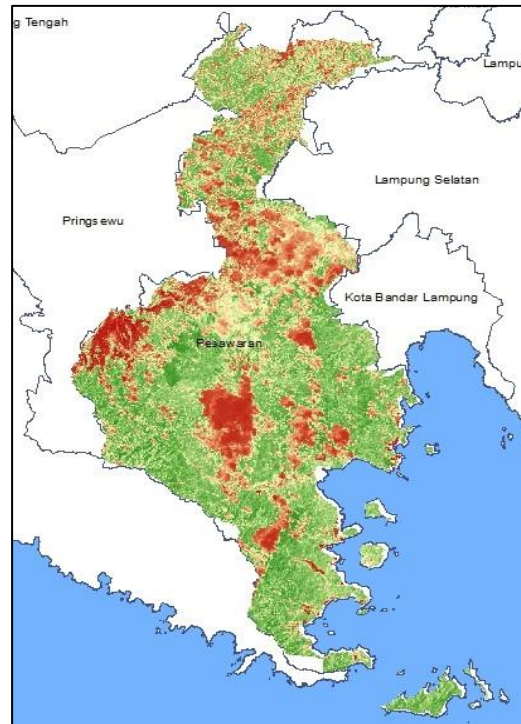 g Tengah
Lampu
Lampung Selatan
Pringsewu
Kota Bandar Lampung
Pesawaran